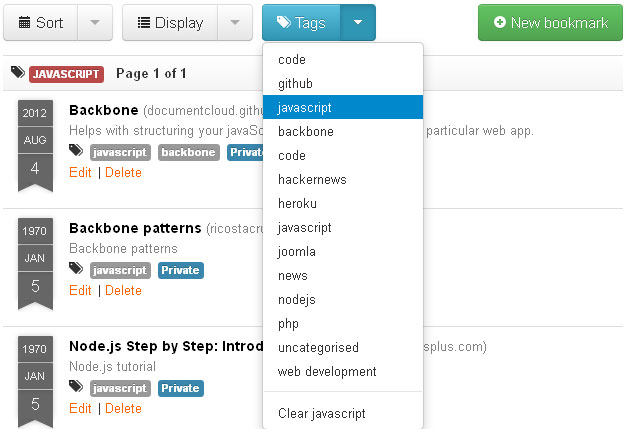 Sort Display Tags New bookmark
JAVASCRIPT Page 1 of 1
2012
AUG
4
Backbone (documentcloud.githu
Helps with structuring your javaSc particular web app.
javascript backbone Private
Edit | Delete
1970
JAN
5
Backbone patterns (ricostacru
Backbone patterns
javascript Private
Edit | Delete
1970
JAN
5
Node.js Step by Step: Introd splus.com)
Node.js tutorial
javascript Private
Edit | Delete
code
github
javascript
backbone
code
hackernews
heroku
javascript
joomla
news
nodejs
php
uncategorised
web development
Clear javascript